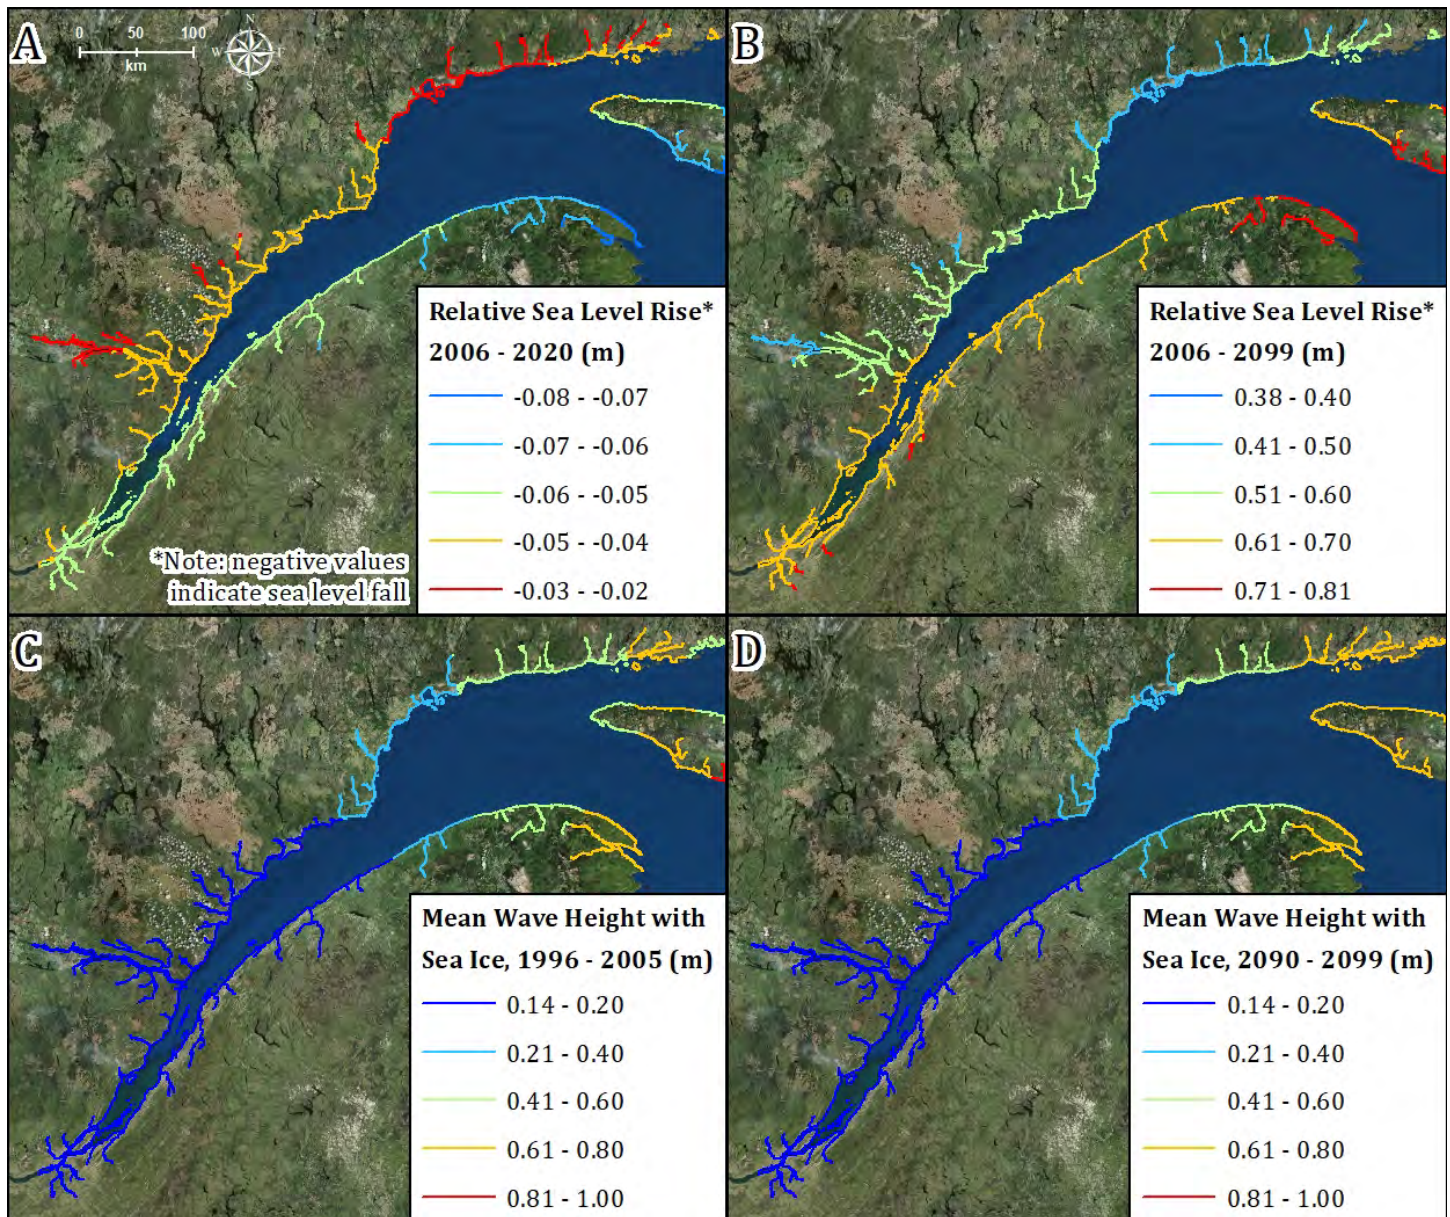 A
0 50 100
km
N
W E
S
Relative Sea Level Rise*
2006 - 2020 (m)
-0.08 - -0.07
-0.07 - -0.06
-0.06 - -0.05
-0.05 - -0.04
-0.03 - -0.02
*Note: negative values
indicate sea level fall
B
Relative Sea Level Rise*
2006 - 2099 (m)
0.38 - 0.40
0.41 - 0.50
0.51 - 0.60
0.61 - 0.70
0.71 - 0.81
C
Mean Wave Height with
Sea Ice, 1996 - 2005 (m)
0.14 - 0.20
0.21 - 0.40
0.41 - 0.60
0.61 - 0.80
0.81 - 1.00
D
Mean Wave Height with
Sea Ice, 2090 - 2099 (m)
0.14 - 0.20
0.21 - 0.40
0.41 - 0.60
0.61 - 0.80
0.81 - 1.00